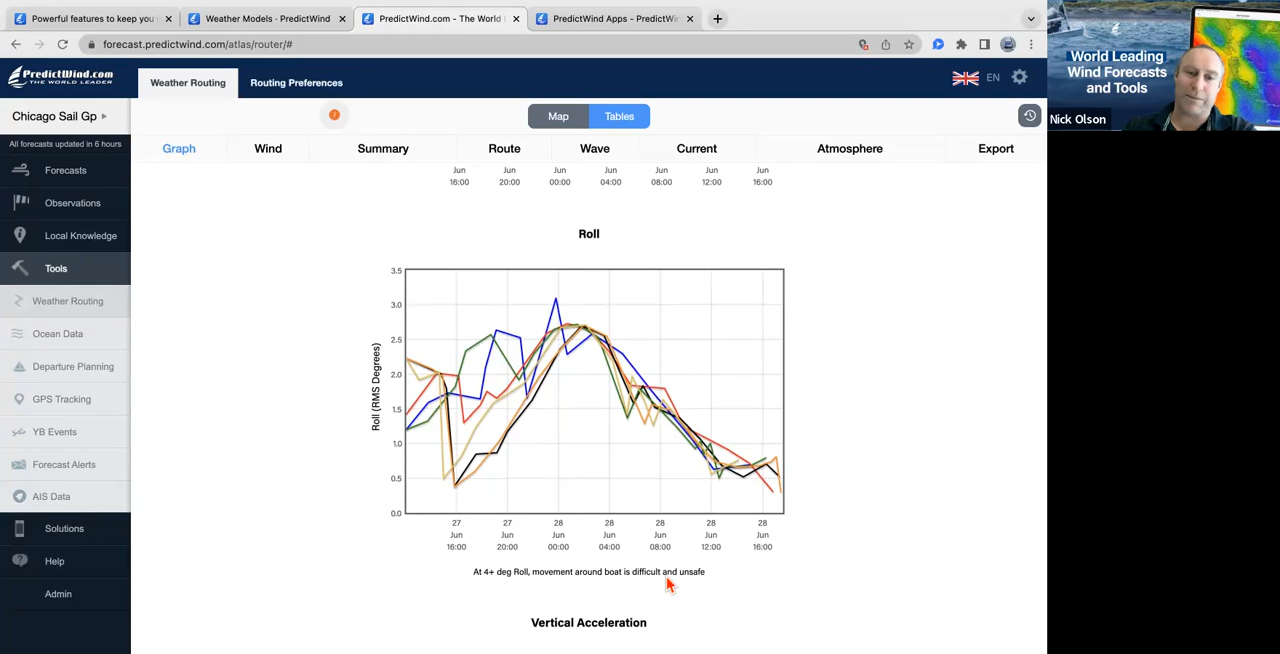 Powerful features to keep you
Weather Models · PredictWind
PredictWind.com - The World
PredictWind Apps - PredictWin
forecast.predictwind.com/atlas/router/#
PredictWind.com
THE WORLD LEADER
Weather Routing
Routing Preferences
EN
Chicago Sail Gp
All forecasts updated in 6 hours
Forecasts
Observations
Local Knowledge
Tools
Weather Routing
Ocean Data
Departure Planning
GPS Tracking
YB Events
Forecast Alerts
AIS Data
Solutions
Help
Admin
Map
Tables
Graph
Wind
Summary
Route
Wave
Current
Atmosphere
Export
Jun Jun Jun Jun Jun Jun Jun
16:00 20:00 00:00 04:00 08:00 12:00 16:00
Roll
Roll (RMS Degrees)
3.5
3.0
2.5
2.0
1.5
1.0
0.5
0.0
27 27 28 28 28 28 28
Jun Jun Jun Jun Jun Jun Jun
16:00 20:00 00:00 04:00 08:00 12:00 16:00
At 4+ deg Roll, movement around boat is difficult and unsafe
Vertical Acceleration
World Leading
Wind Forecasts
and Tools
Nick Olson